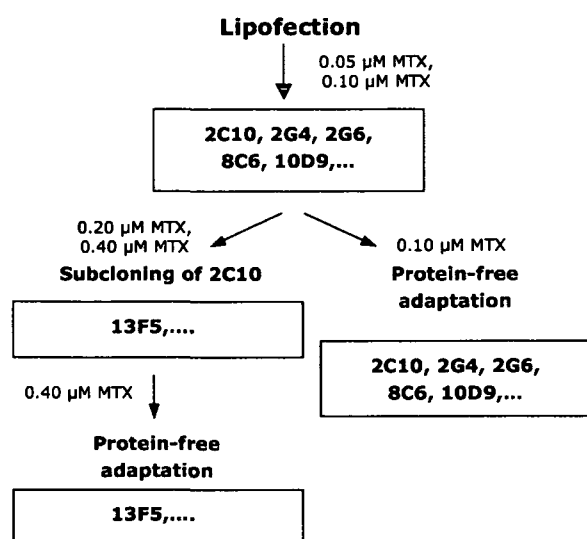 Lipofection
0.05 µM MTX,
0.10 µM MTX
2C10, 2G4, 2G6,
8C6, 10D9,...
0.20 µM MTX,
0.40 µM MTX
Subcloning of 2C10
13F5,....
0.40 µM MTX
Protein-free
adaptation
13F5,....
0.10 µM MTX
Protein-free
adaptation
2C10, 2G4, 2G6,
8C6, 10D9,...